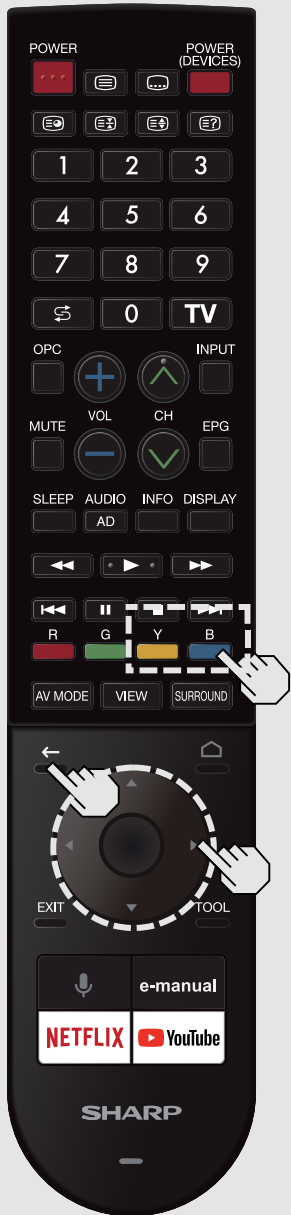 POWER
POWER
(DEVICES)
1 2 3
4 5 6
7 8 9
0 TV
OPC
INPUT
VOL
CH
MUTE
EPG
SLEEP AUDIO INFO DISPLAY
AD
R G Y B
AV MODE VIEW SURROUND
EXIT
TOOL
e-manual
NETFLIX YouTube
SHARP